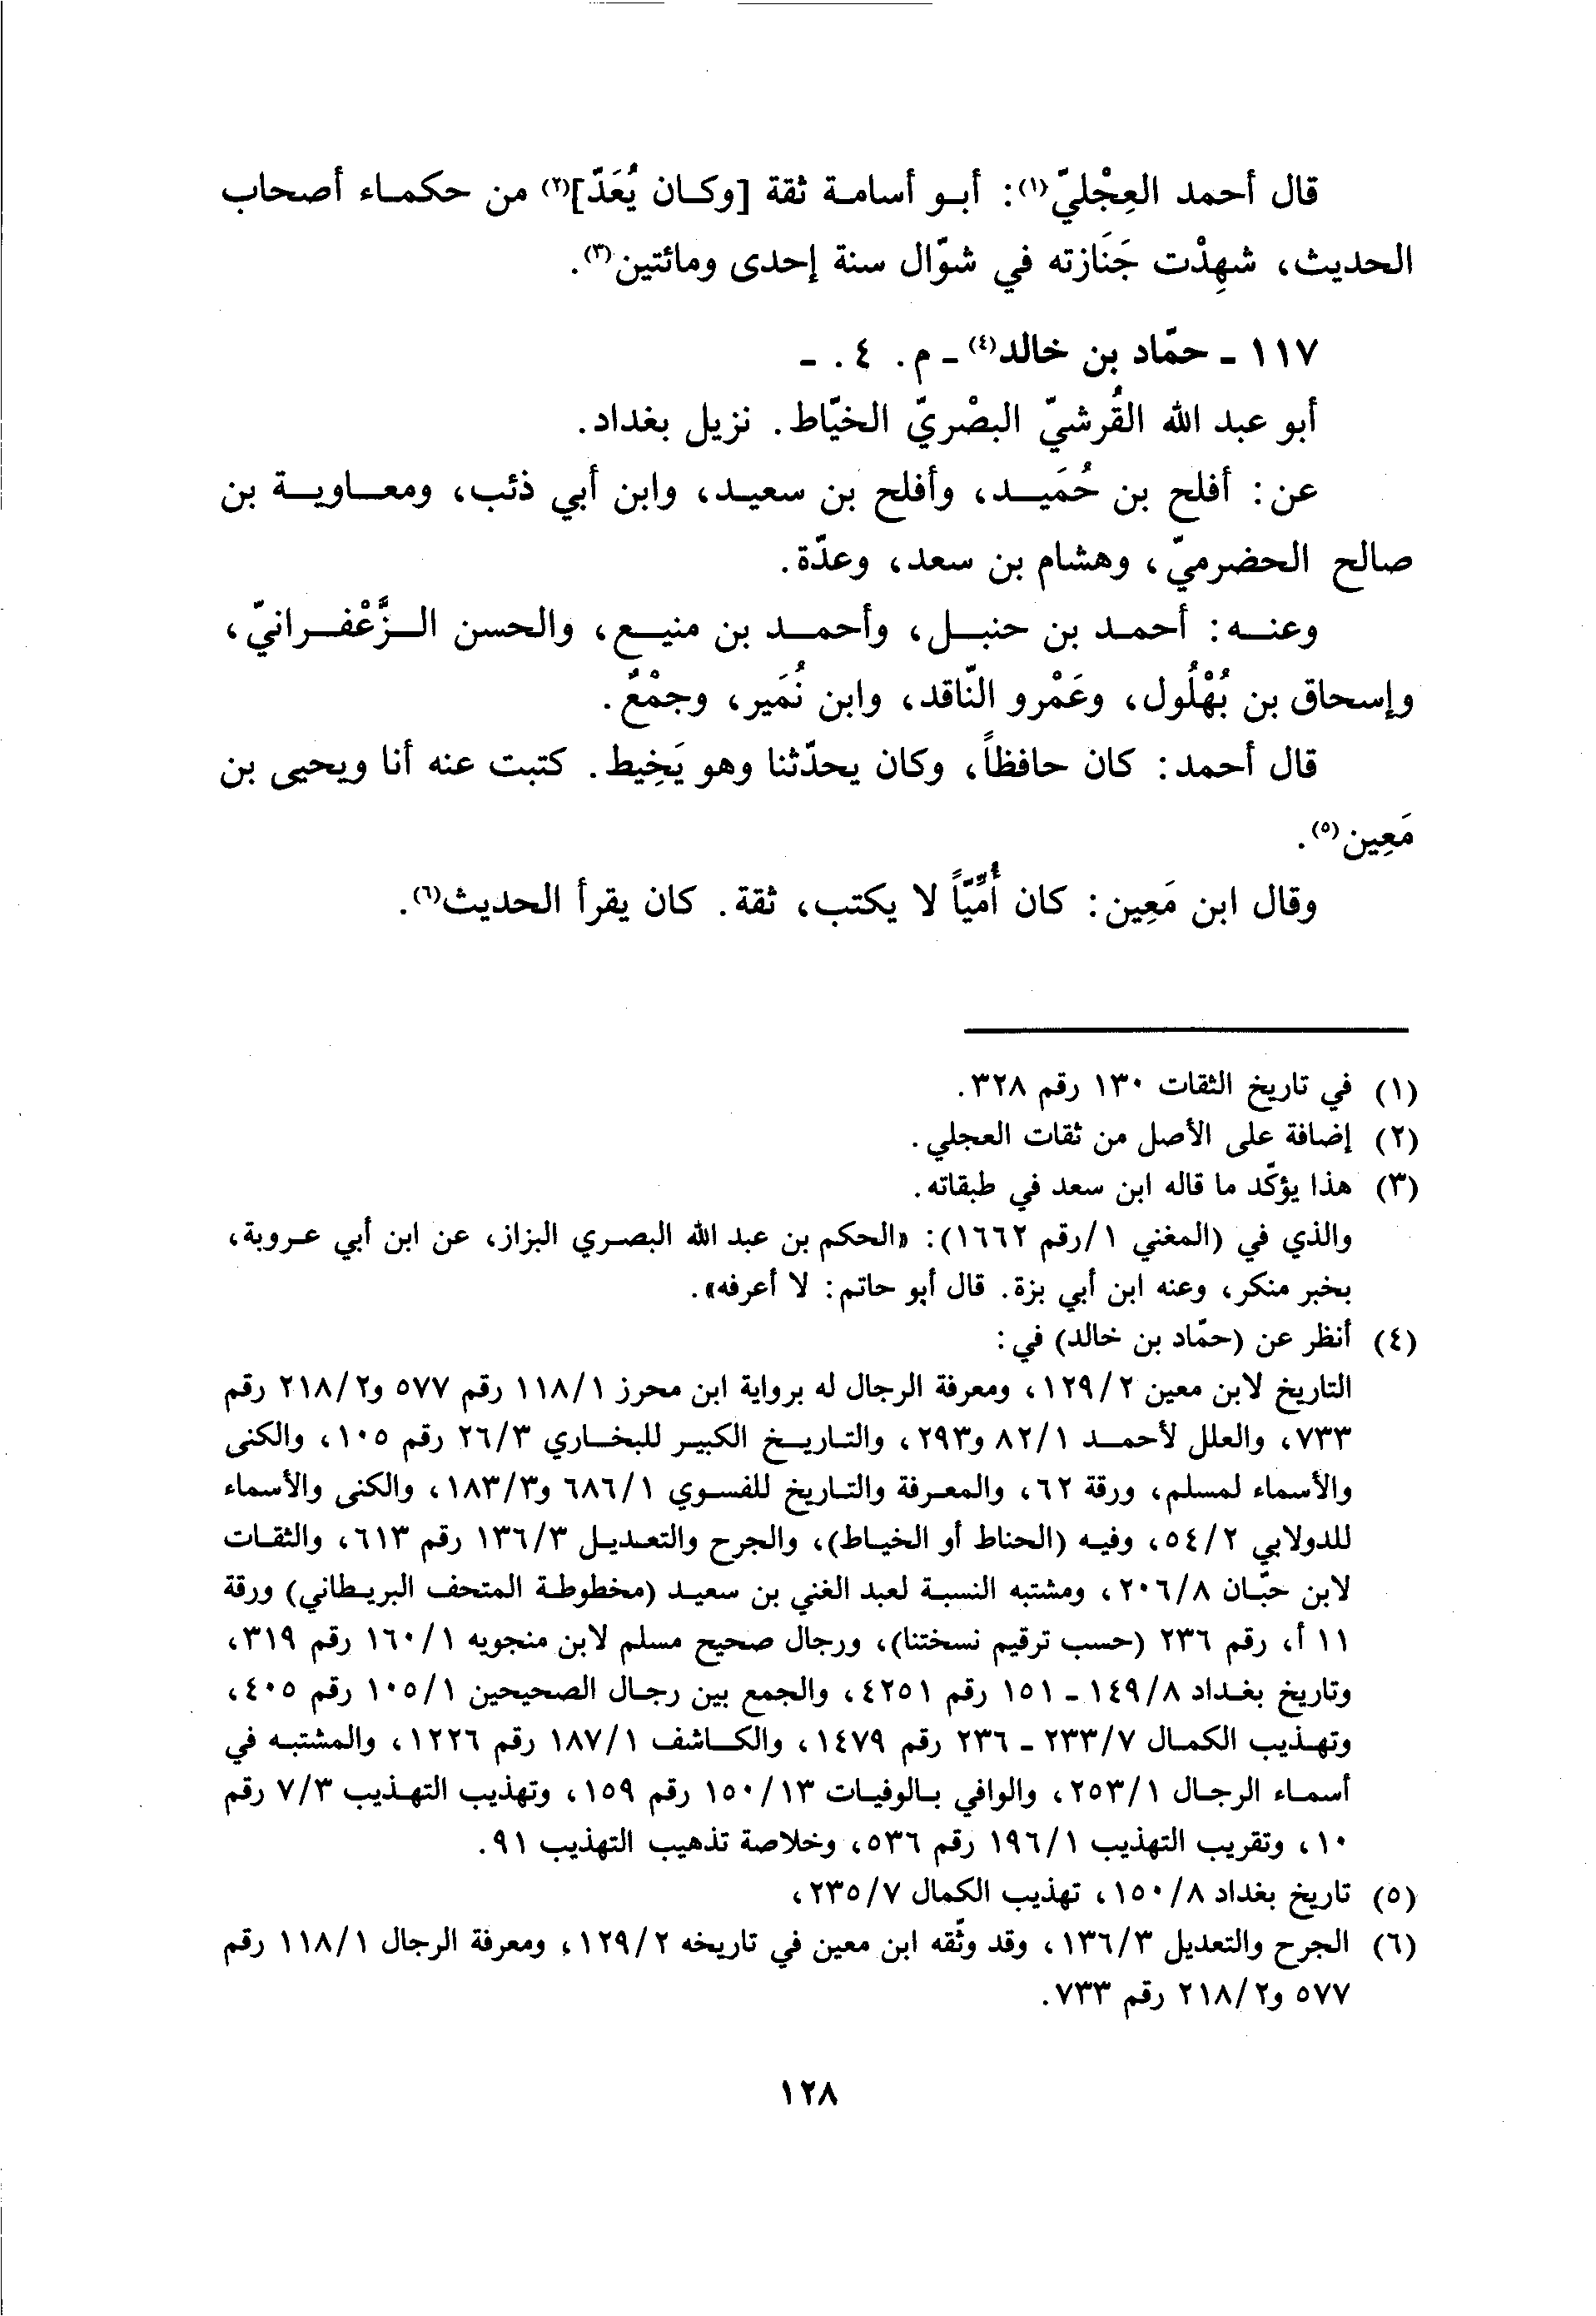 قال أحمد العِجْليّ(١): أبو أسامة ثقة [وكان يُعَدّ](٢) من حكماء أصحاب
الحديث، شهِدْت جَنَازته في شوّال سنة إحدى ومائتين(٣).
١١٧ - حمّاد بن خالد(٤) - م. ٤. -
أبو عبد الله القُرشيّ البصْريّ الخيّاط. نزيل بغداد.
عن: أفلح بن حُمَيد، وأفلح بن سعيد، وابن أبي ذئب، ومعاوية بن
صالح الحضرميّ، وهشام بن سعد، وعدّة.
وعنه: أحمد بن حنبل، وأحمد بن منيع، والحسن الزَّعْفرانيّ،
وإسحاق بن بُهْلُول، وعَمْرو النّاقد، وابن نُمَير، وجمْعٌ.
قال أحمد: كان حافظاً، وكان يحدّثنا وهو يَخِيط. كتبت عنه أنا ويحيى بن
مَعِين(٥).
وقال ابن مَعِين: كان أُمِّيّاً لا يكتب، ثقة. كان يقرأ الحديث(٦).
(١) في تاريخ الثقات ١٣٠ رقم ٣٢٨.
(٢) إضافة على الأصل من ثقات العجلي.
(٣) هذا يؤكّد ما قاله ابن سعد في طبقاته.
والذي في (المغني ١/رقم ١٦٦٢): «الحكم بن عبد الله البصري البزاز، عن ابن أبي عروبة،
بخبر منكر، وعنه ابن أبي بزة. قال أبو حاتم: لا أعرفه».
(٤) أنظر عن (حمّاد بن خالد) في:
التاريخ لابن معين ٢/١٢٩، ومعرفة الرجال له برواية ابن محرز ١/١١٨ رقم ٥٧٧ و٢/٢١٨ رقم
٧٣٣، والعلل لأحمد ١/٨٢ و٢٩٣، والتاريخ الكبير للبخاري ٣/٢٦ رقم ١٠٥، والكنى
والأسماء لمسلم، ورقة ٦٢، والمعرفة والتاريخ للفسوي ١/٦٨٦ و٣/١٨٣، والكنى والأسماء
للدولابي ٢/٥٤، وفيه (الحناط أو الخياط)، والجرح والتعديل ٣/١٣٦ رقم ٦١٣، والثقات
لابن حبّان ٨/٢٠٦، ومشتبه النسبة لعبد الغني بن سعيد (مخطوطة المتحف البريطاني) ورقة
١١ أ، رقم ٢٣٦ (حسب ترقيم نسختنا)، ورجال صحيح مسلم لابن منجويه ١/١٦٠ رقم ٣١٩،
وتاريخ بغداد ٨/١٤٩ - ١٥١ رقم ٤٢٥١، والجمع بين رجال الصحيحين ١/١٠٥ رقم ٤٠٥،
وتهذيب الكمال ٧/٢٣٣ - ٢٣٦ رقم ١٤٧٩، والكاشف ١/١٨٧ رقم ١٢٢٦، والمشتبه في
أسماء الرجال ١/٢٥٣، والوافي بالوفيات ١٣/١٥٠ رقم ١٥٩، وتهذيب التهذيب ٣/٧ رقم
١٠، وتقريب التهذيب ١/١٩٦ رقم ٥٣٦، وخلاصة تذهيب التهذيب ٩١.
(٥) تاريخ بغداد ٨/١٥٠، تهذيب الكمال ٧/٢٣٥،
(٦) الجرح والتعديل ٣/١٣٦، وقد وثّقه ابن معين في تاريخه ٢/١٢٩، ومعرفة الرجال ١/١١٨ رقم
٥٧٧ و٢/٢١٨ رقم ٧٣٣.
١٢٨